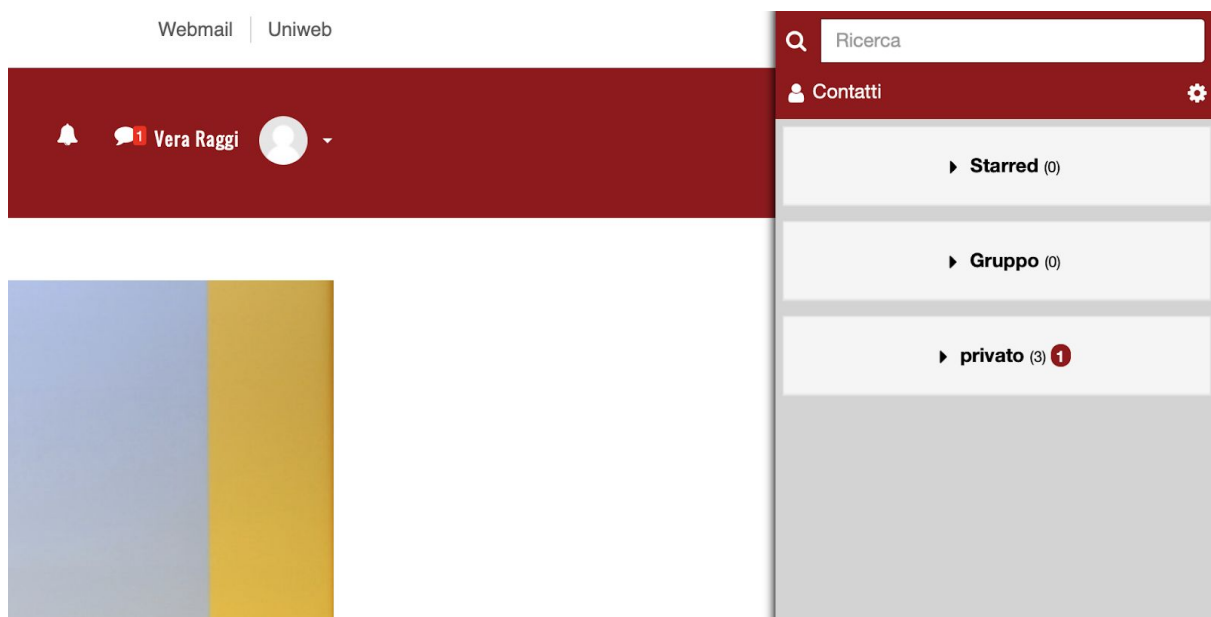 Webmail Uniweb
Ricerca
Contatti
1 Vera Raggi
Starred (0)
Gruppo (0)
privato (3) 1